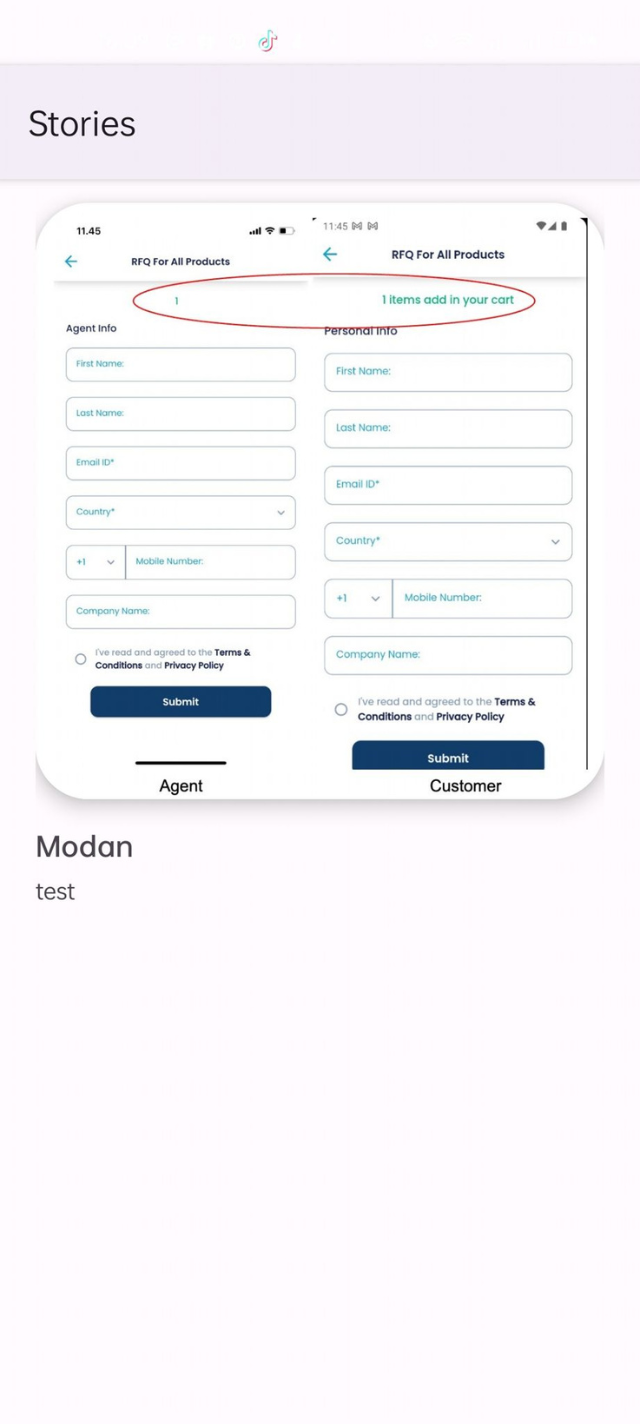 Stories
11.45
RFQ For All Products
1
Agent Info
First Name:
Last Name:
Email ID*
Country*
+1
Mobile Number:
Company Name:
I've read and agreed to the Terms &
Conditions and Privacy Policy
Submit
Agent
11:45
RFQ For All Products
1 items add in your cart
Personal Info
First Name:
Last Name:
Email ID*
Country*
+1
Mobile Number:
Company Name:
I've read and agreed to the Terms &
Conditions and Privacy Policy
Submit
Customer
Modan
test